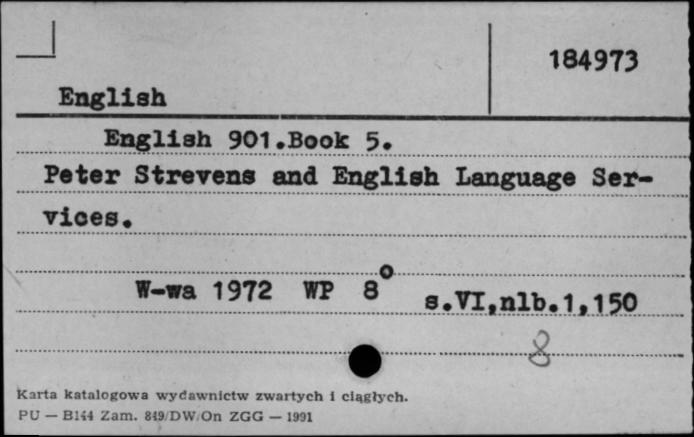 184973
English
English 901.Book 5.
Peter Strevens and English Language Ser-
vices.
W-wa 1972 WP 8° s.VI,nlb.1,150
8
Karta katalogowa wydawnictw zwartych i ciągłych.
PU — B144 Zam. 849/DW/On ZGG — 1991